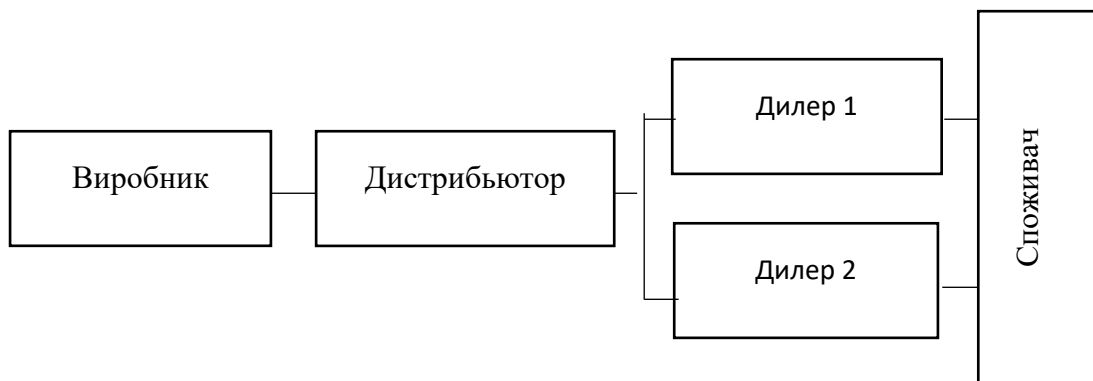 Виробник
Дистрибьютор
Дилер 1
Дилер 2
Споживач